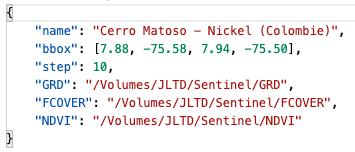 {
"name": "Cerro Matoso – Nickel (Colombie)",
"bbox": [7.88, -75.58, 7.94, -75.50],
"step": 10,
"GRD": "/Volumes/JLTD/Sentinel/GRD",
"FCOVER": "/Volumes/JLTD/Sentinel/FCOVER",
"NDVI": "/Volumes/JLTD/Sentinel/NDVI"
}